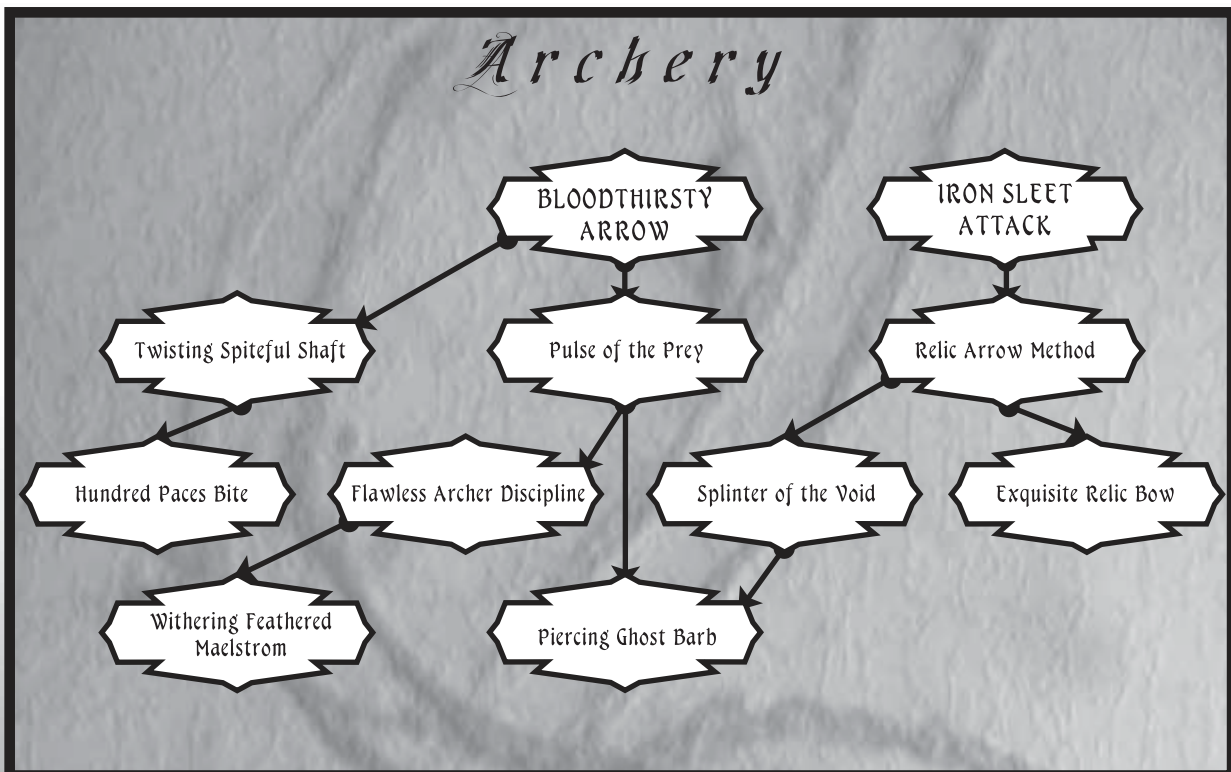 Archery
BLOODTHIRSTY
ARROW
IRON SLEET
ATTACK
Twisting Spiteful Shaft
Pulse of the Prey
Relic Arrow Method
Hundred Paces Bite
Flawless Archer Discipline
Splinter of the Void
Exquisite Relic Bow
Withering Feathered
Maelstrom
Piercing Ghost Barb